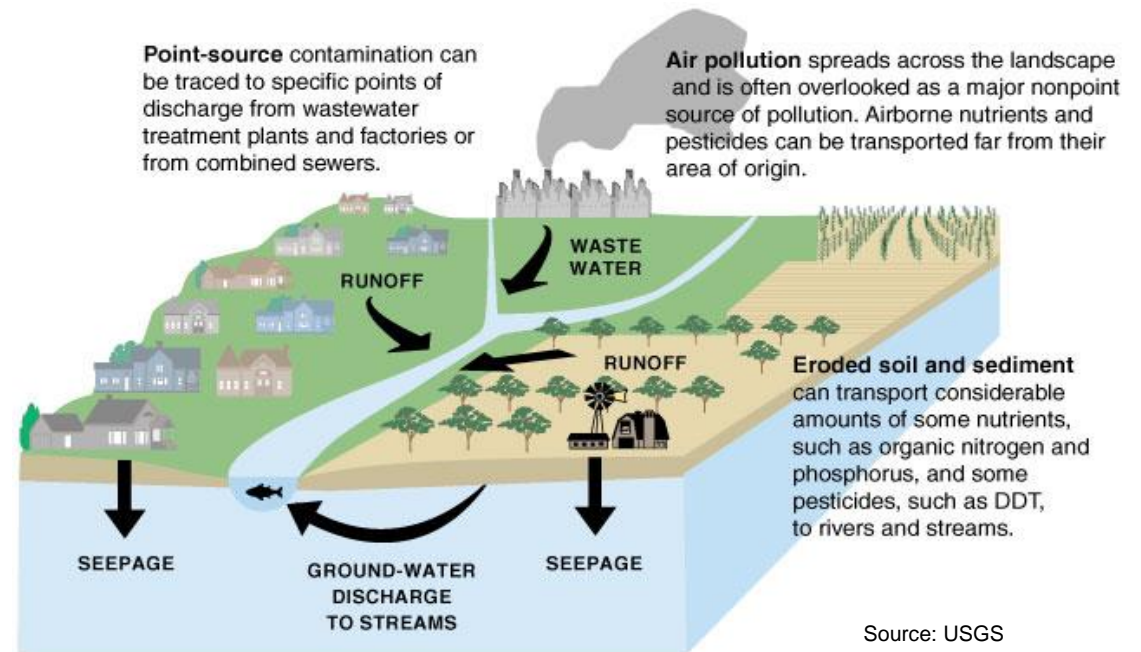 Point-source contamination can
be traced to specific points of
discharge from wastewater
treatment plants and factories or
from combined sewers.
Air pollution spreads across the landscape
and is often overlooked as a major nonpoint
source of pollution. Airborne nutrients and
pesticides can be transported far from their
area of origin.
WASTE
WATER
RUNOFF
RUNOFF
Eroded soil and sediment
can transport considerable
amounts of some nutrients,
such as organic nitrogen and
phosphorus, and some
pesticides, such as DDT,
to rivers and streams.
SEEPAGE
GROUND-WATER
DISCHARGE
TO STREAMS
SEEPAGE
Source: USGS